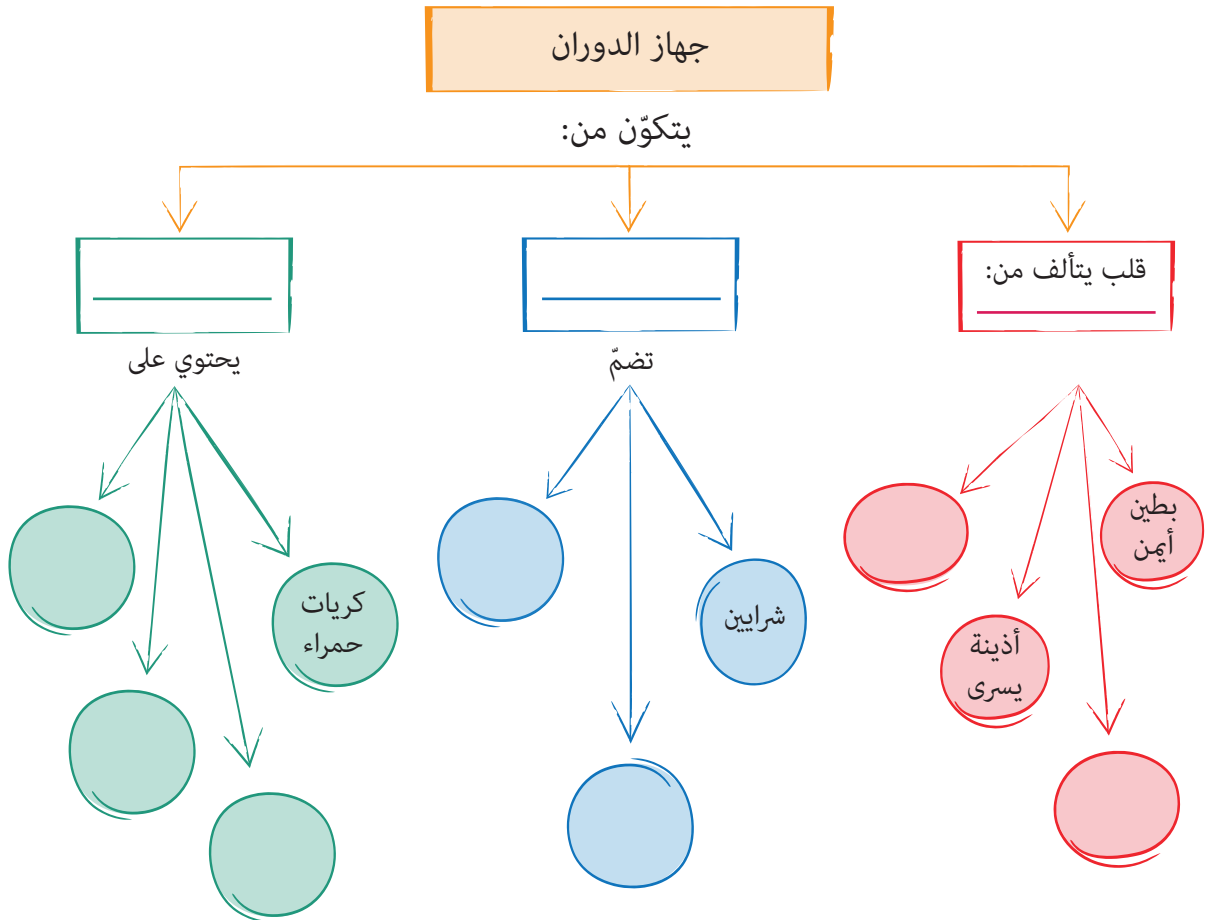 جهاز الدوران
يتكوّن من:
قلب يتألف من:
تضمّ
يحتوي على
بطين
أيمن
أذينة
يسرى
شرايين
كريات
حمراء